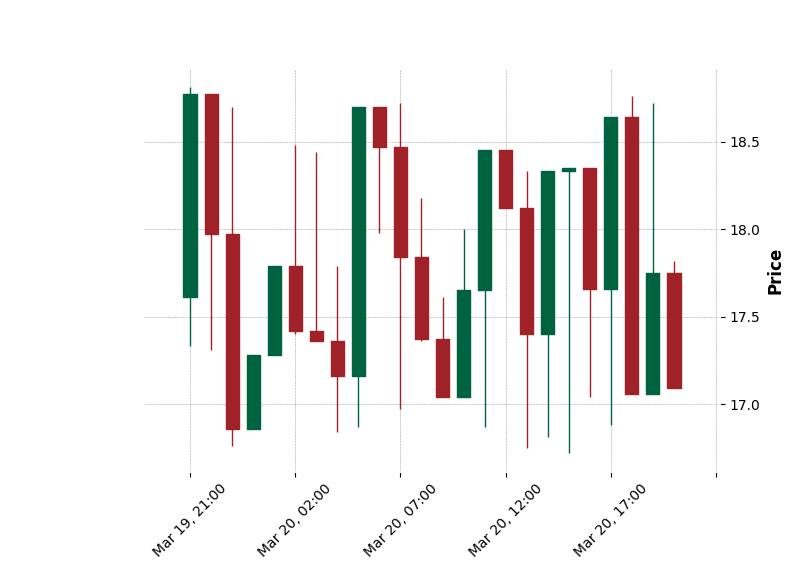 18.5
18.0
17.5
17.0
Price
Mar 19, 21:00
Mar 20, 02:00
Mar 20, 07:00
Mar 20, 12:00
Mar 20, 17:00